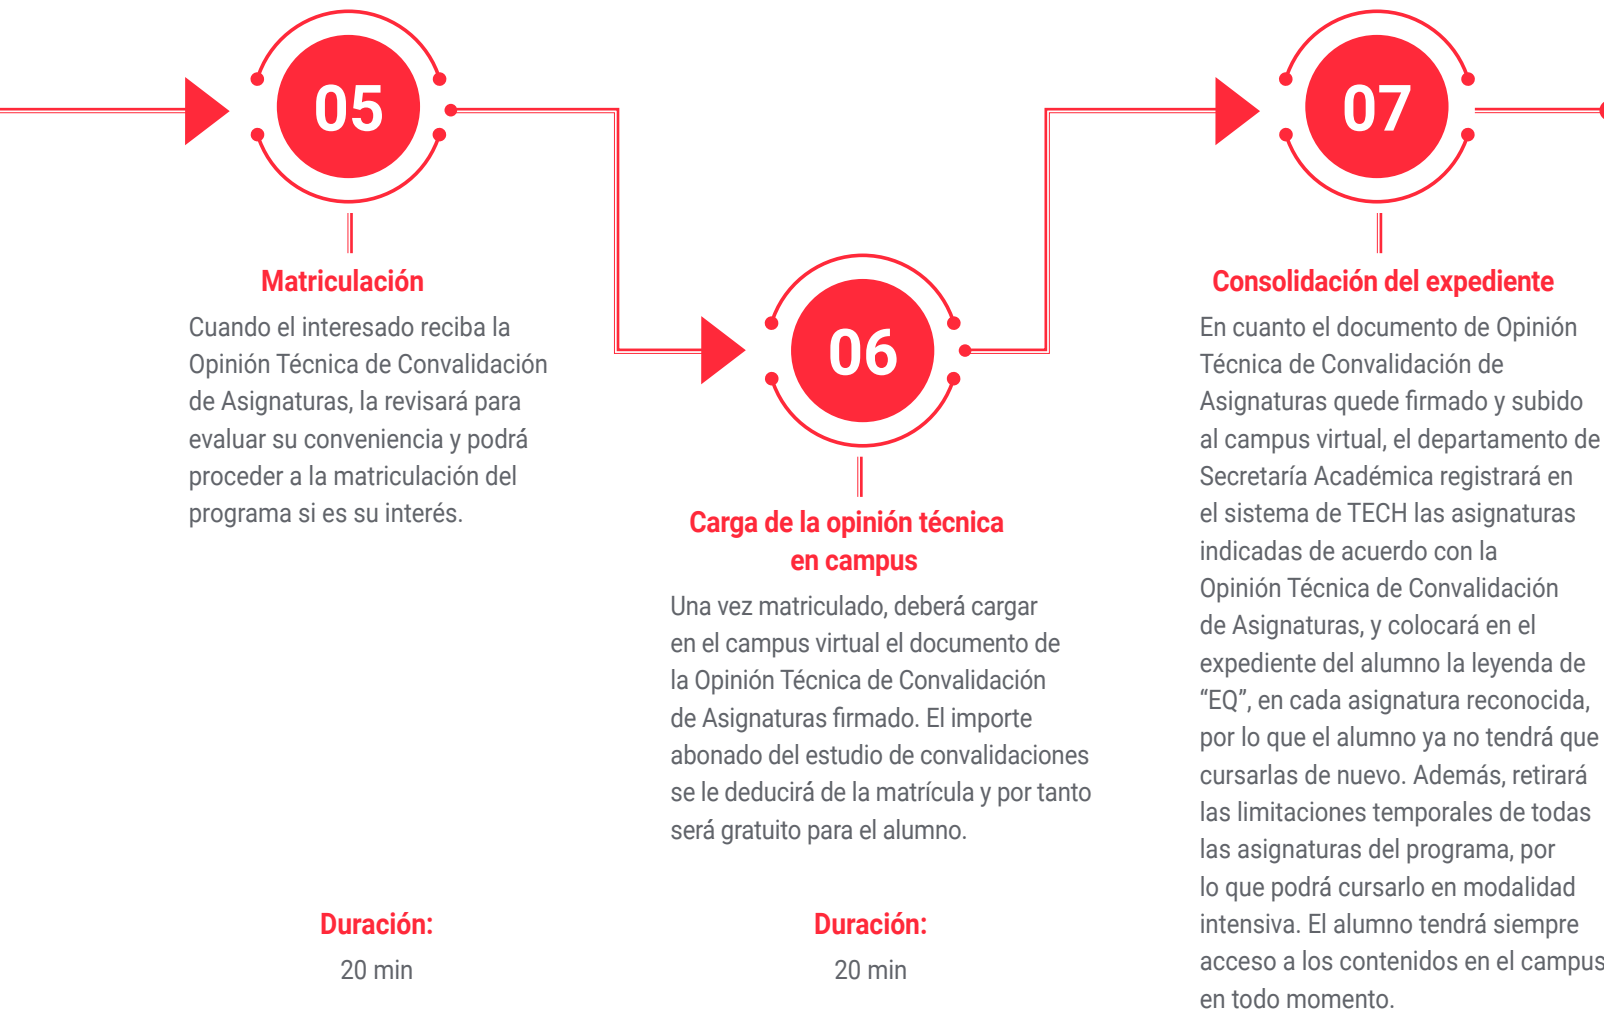 05
Matriculación
Cuando el interesado reciba la
Opinión Técnica de Convalidación
de Asignaturas, la revisará para
evaluar su conveniencia y podrá
proceder a la matriculación del
programa si es su interés.
Duración:
20 min
06
Carga de la opinión técnica
en campus
Una vez matriculado, deberá cargar
en el campus virtual el documento de
la Opinión Técnica de Convalidación
de Asignaturas firmado. El importe
abonado del estudio de convalidaciones
se le deducirá de la matrícula y por tanto
será gratuito para el alumno.
Duración:
20 min
07
Consolidación del expediente
En cuanto el documento de Opinión
Técnica de Convalidación de
Asignaturas quede firmado y subido
al campus virtual, el departamento de
Secretaría Académica registrará en
el sistema de TECH las asignaturas
indicadas de acuerdo con la
Opinión Técnica de Convalidación
de Asignaturas, y colocará en el
expediente del alumno la leyenda de
“EQ”, en cada asignatura reconocida,
por lo que el alumno ya no tendrá que
cursarlas de nuevo. Además, retirará
las limitaciones temporales de todas
las asignaturas del programa, por
lo que podrá cursarlo en modalidad
intensiva. El alumno tendrá siempre
acceso a los contenidos en el campus
en todo momento.